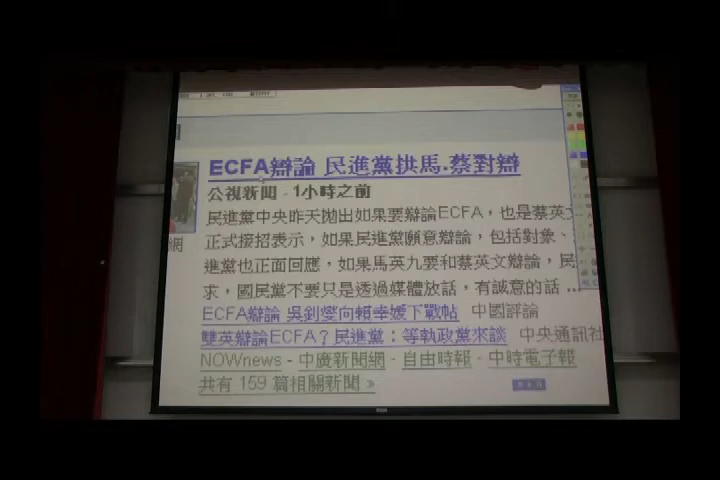 ECFA辯論 民進黨拱馬.蔡對辯
公視新聞 - 1小時之前
民進黨中央昨天拋出如果要辯論ECFA，也是蔡英文
正式接招表示，如果民進黨願意辯論，包括對象、
進黨也正面回應，如果馬英九要和蔡英文辯論，民
求，國民黨不要只是透過媒體放話，有誠意的話 ...
ECFA辯論 吳釗燮向賴幸媛下戰帖 中國評論
雙英辯論ECFA？民進黨：等執政黨來談 中央通訊社
網
NOWnews - 中廣新聞網 - 自由時報 - 中時電子報
共有 159 篇相關新聞 »